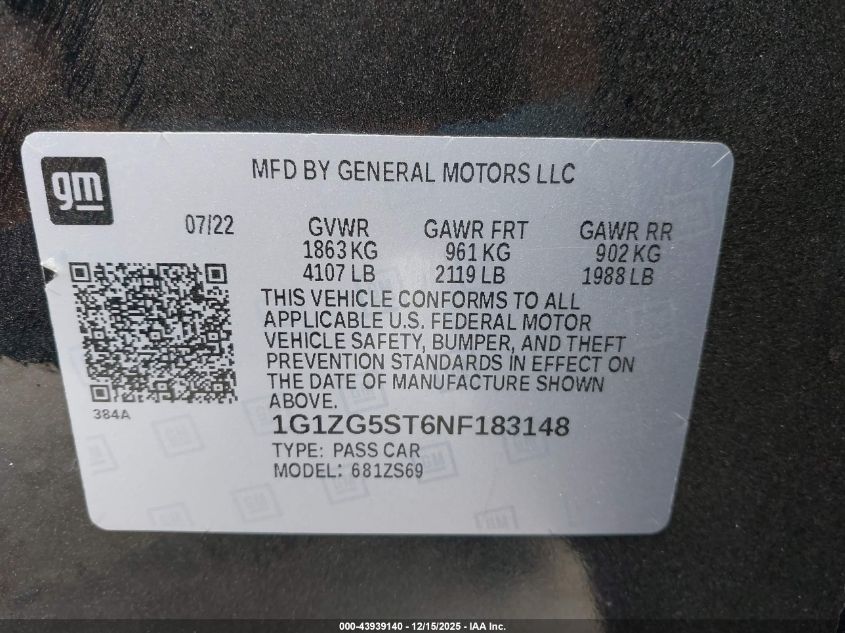 gm
MFD BY GENERAL MOTORS LLC
07/22 GVWR GAWR FRT GAWR RR
1863 KG 961 KG 902 KG
4107 LB 2119 LB 1988 LB
THIS VEHICLE CONFORMS TO ALL
APPLICABLE U.S. FEDERAL MOTOR
VEHICLE SAFETY, BUMPER, AND THEFT
PREVENTION STANDARDS IN EFFECT ON
THE DATE OF MANUFACTURE SHOWN
ABOVE.
384A
1G1ZG5ST6NF183148
TYPE: PASS CAR
MODEL: 681ZS69
000-43939140 - 12/15/2025 - IAA Inc.